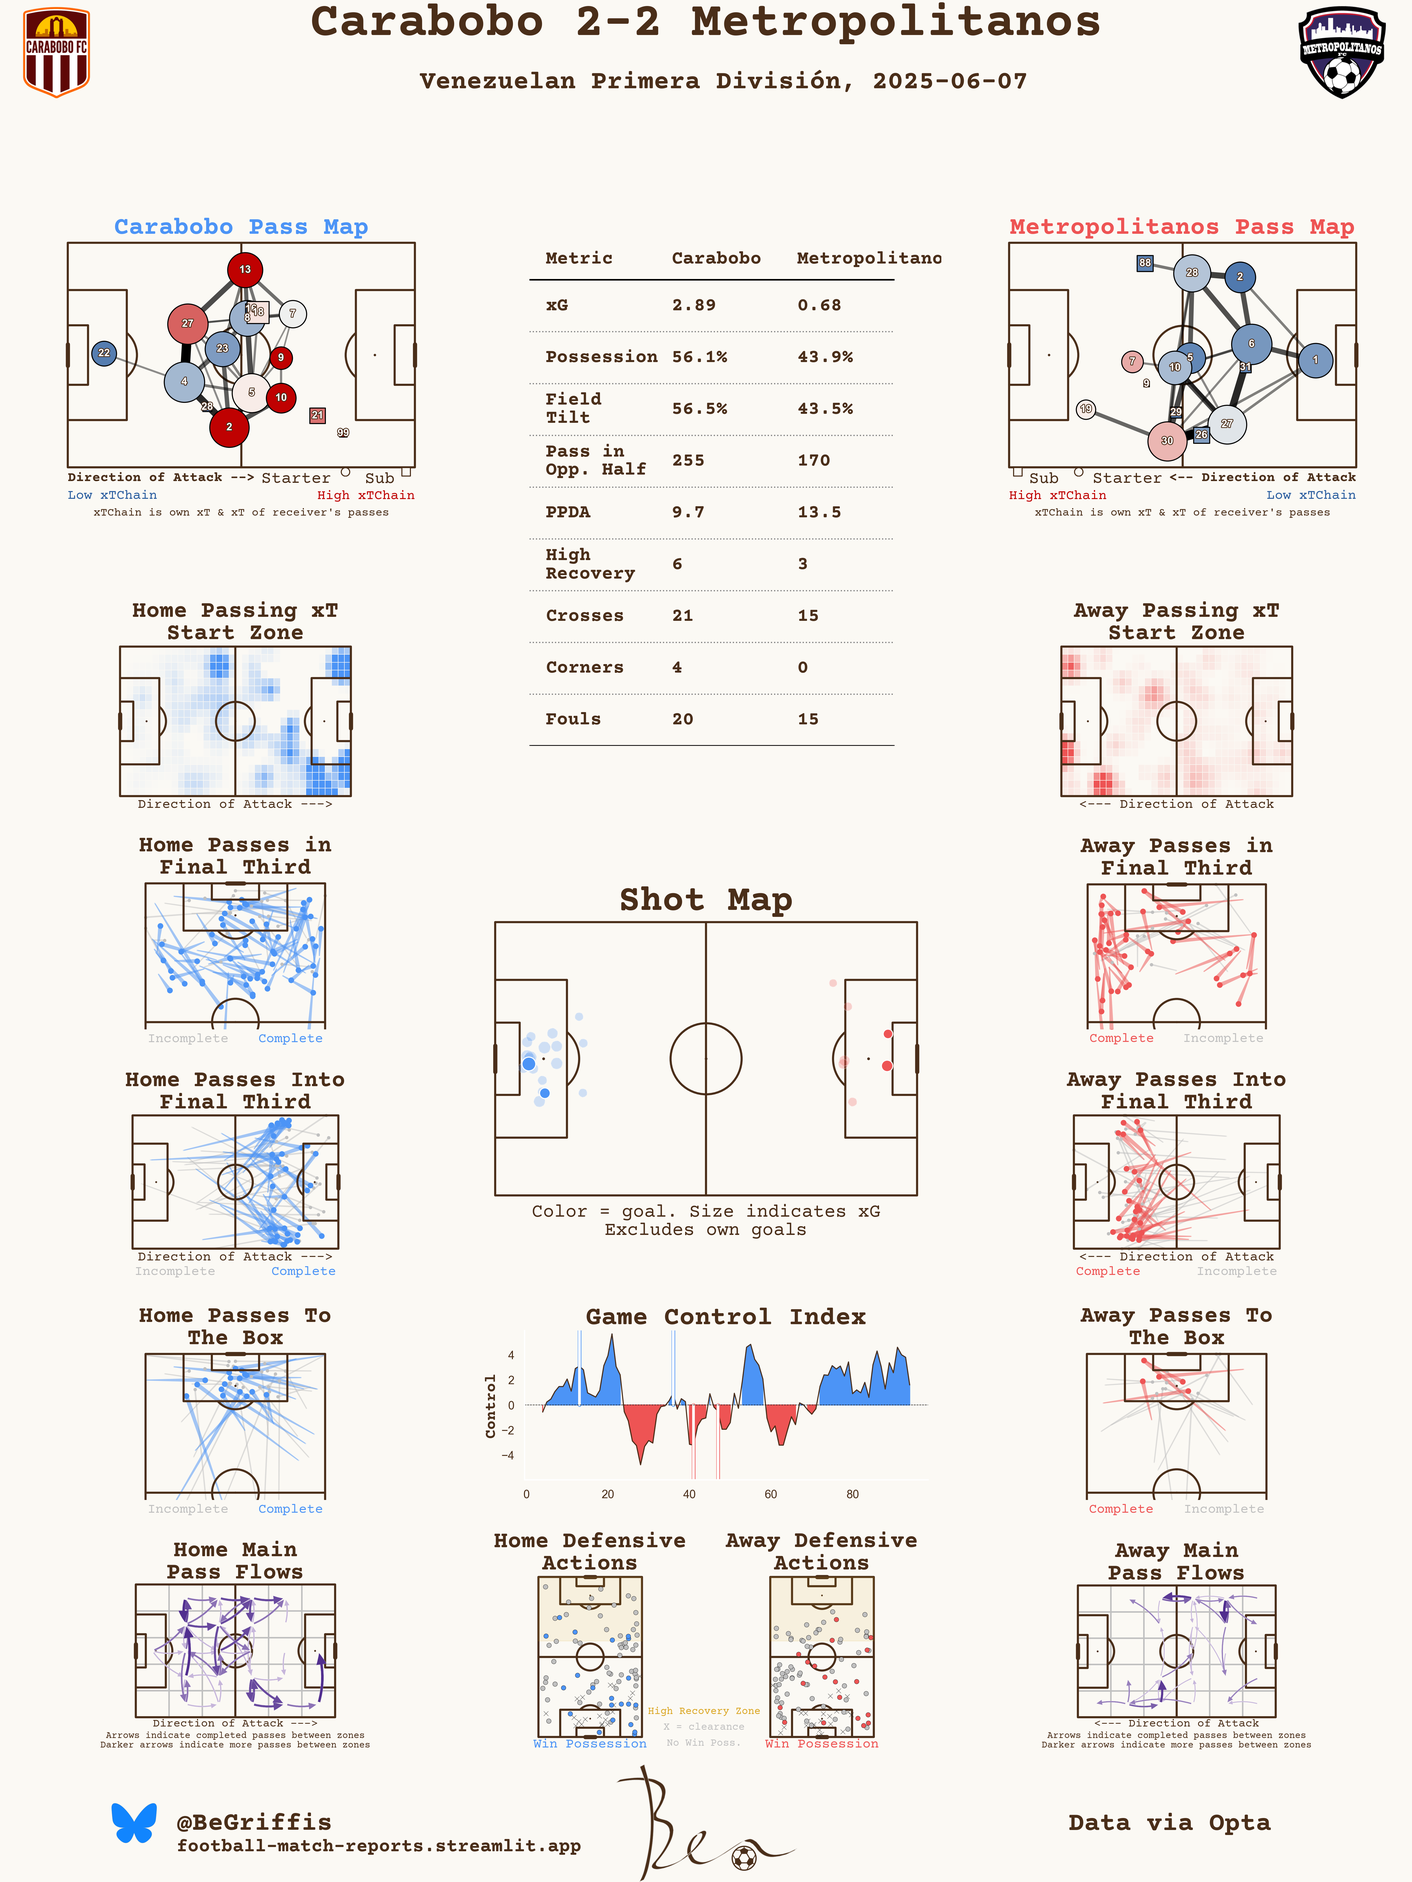 Carabobo 2-2 Metropolitanos
Venezuelan Primera División, 2025-06-07
CARABOBO FC
METROPOLITANOS
FC
Carabobo Pass Map
13
27
16
8
18
7
22
23
9
4
5
10
28
21
2
99
Direction of Attack --> Starter Sub
Low xTChain High xTChain
xTChain is own xT & xT of receiver's passes
Metric Carabobo Metropolitano
xG 2.89 0.68
Possession 56.1% 43.9%
Field
Tilt 56.5% 43.5%
Pass in
Opp. Half 255 170
PPDA 9.7 13.5
High
Recovery 6 3
Crosses 21 15
Corners 4 0
Fouls 20 15
Metropolitanos Pass Map
88
28
2
6
7
5
1
10
31
9
19
29
27
26
30
Sub Starter <-- Direction of Attack
High xTChain Low xTChain
xTChain is own xT & xT of receiver's passes
Home Passing xT
Start Zone
Direction of Attack --->
Away Passing xT
Start Zone
<--- Direction of Attack
Home Passes in
Final Third
Incomplete Complete
Away Passes in
Final Third
Complete Incomplete
Shot Map
Color = goal. Size indicates xG
Excludes own goals
Home Passes Into
Final Third
Direction of Attack --->
Incomplete Complete
Away Passes Into
Final Third
<--- Direction of Attack
Complete Incomplete
Home Passes To
The Box
Incomplete Complete
Game Control Index
Control
4
2
0
−2
−4
0 20 40 60 80
Away Passes To
The Box
Complete Incomplete
Home Main
Pass Flows
Direction of Attack --->
Arrows indicate completed passes between zones
Darker arrows indicate more passes between zones
Home Defensive
Actions
Win Possession
High Recovery Zone
X = clearance
No Win Poss.
Away Defensive
Actions
Win Possession
Away Main
Pass Flows
<--- Direction of Attack
Arrows indicate completed passes between zones
Darker arrows indicate more passes between zones
@BeGriffis
football-match-reports.streamlit.app
Ben
Data via Opta